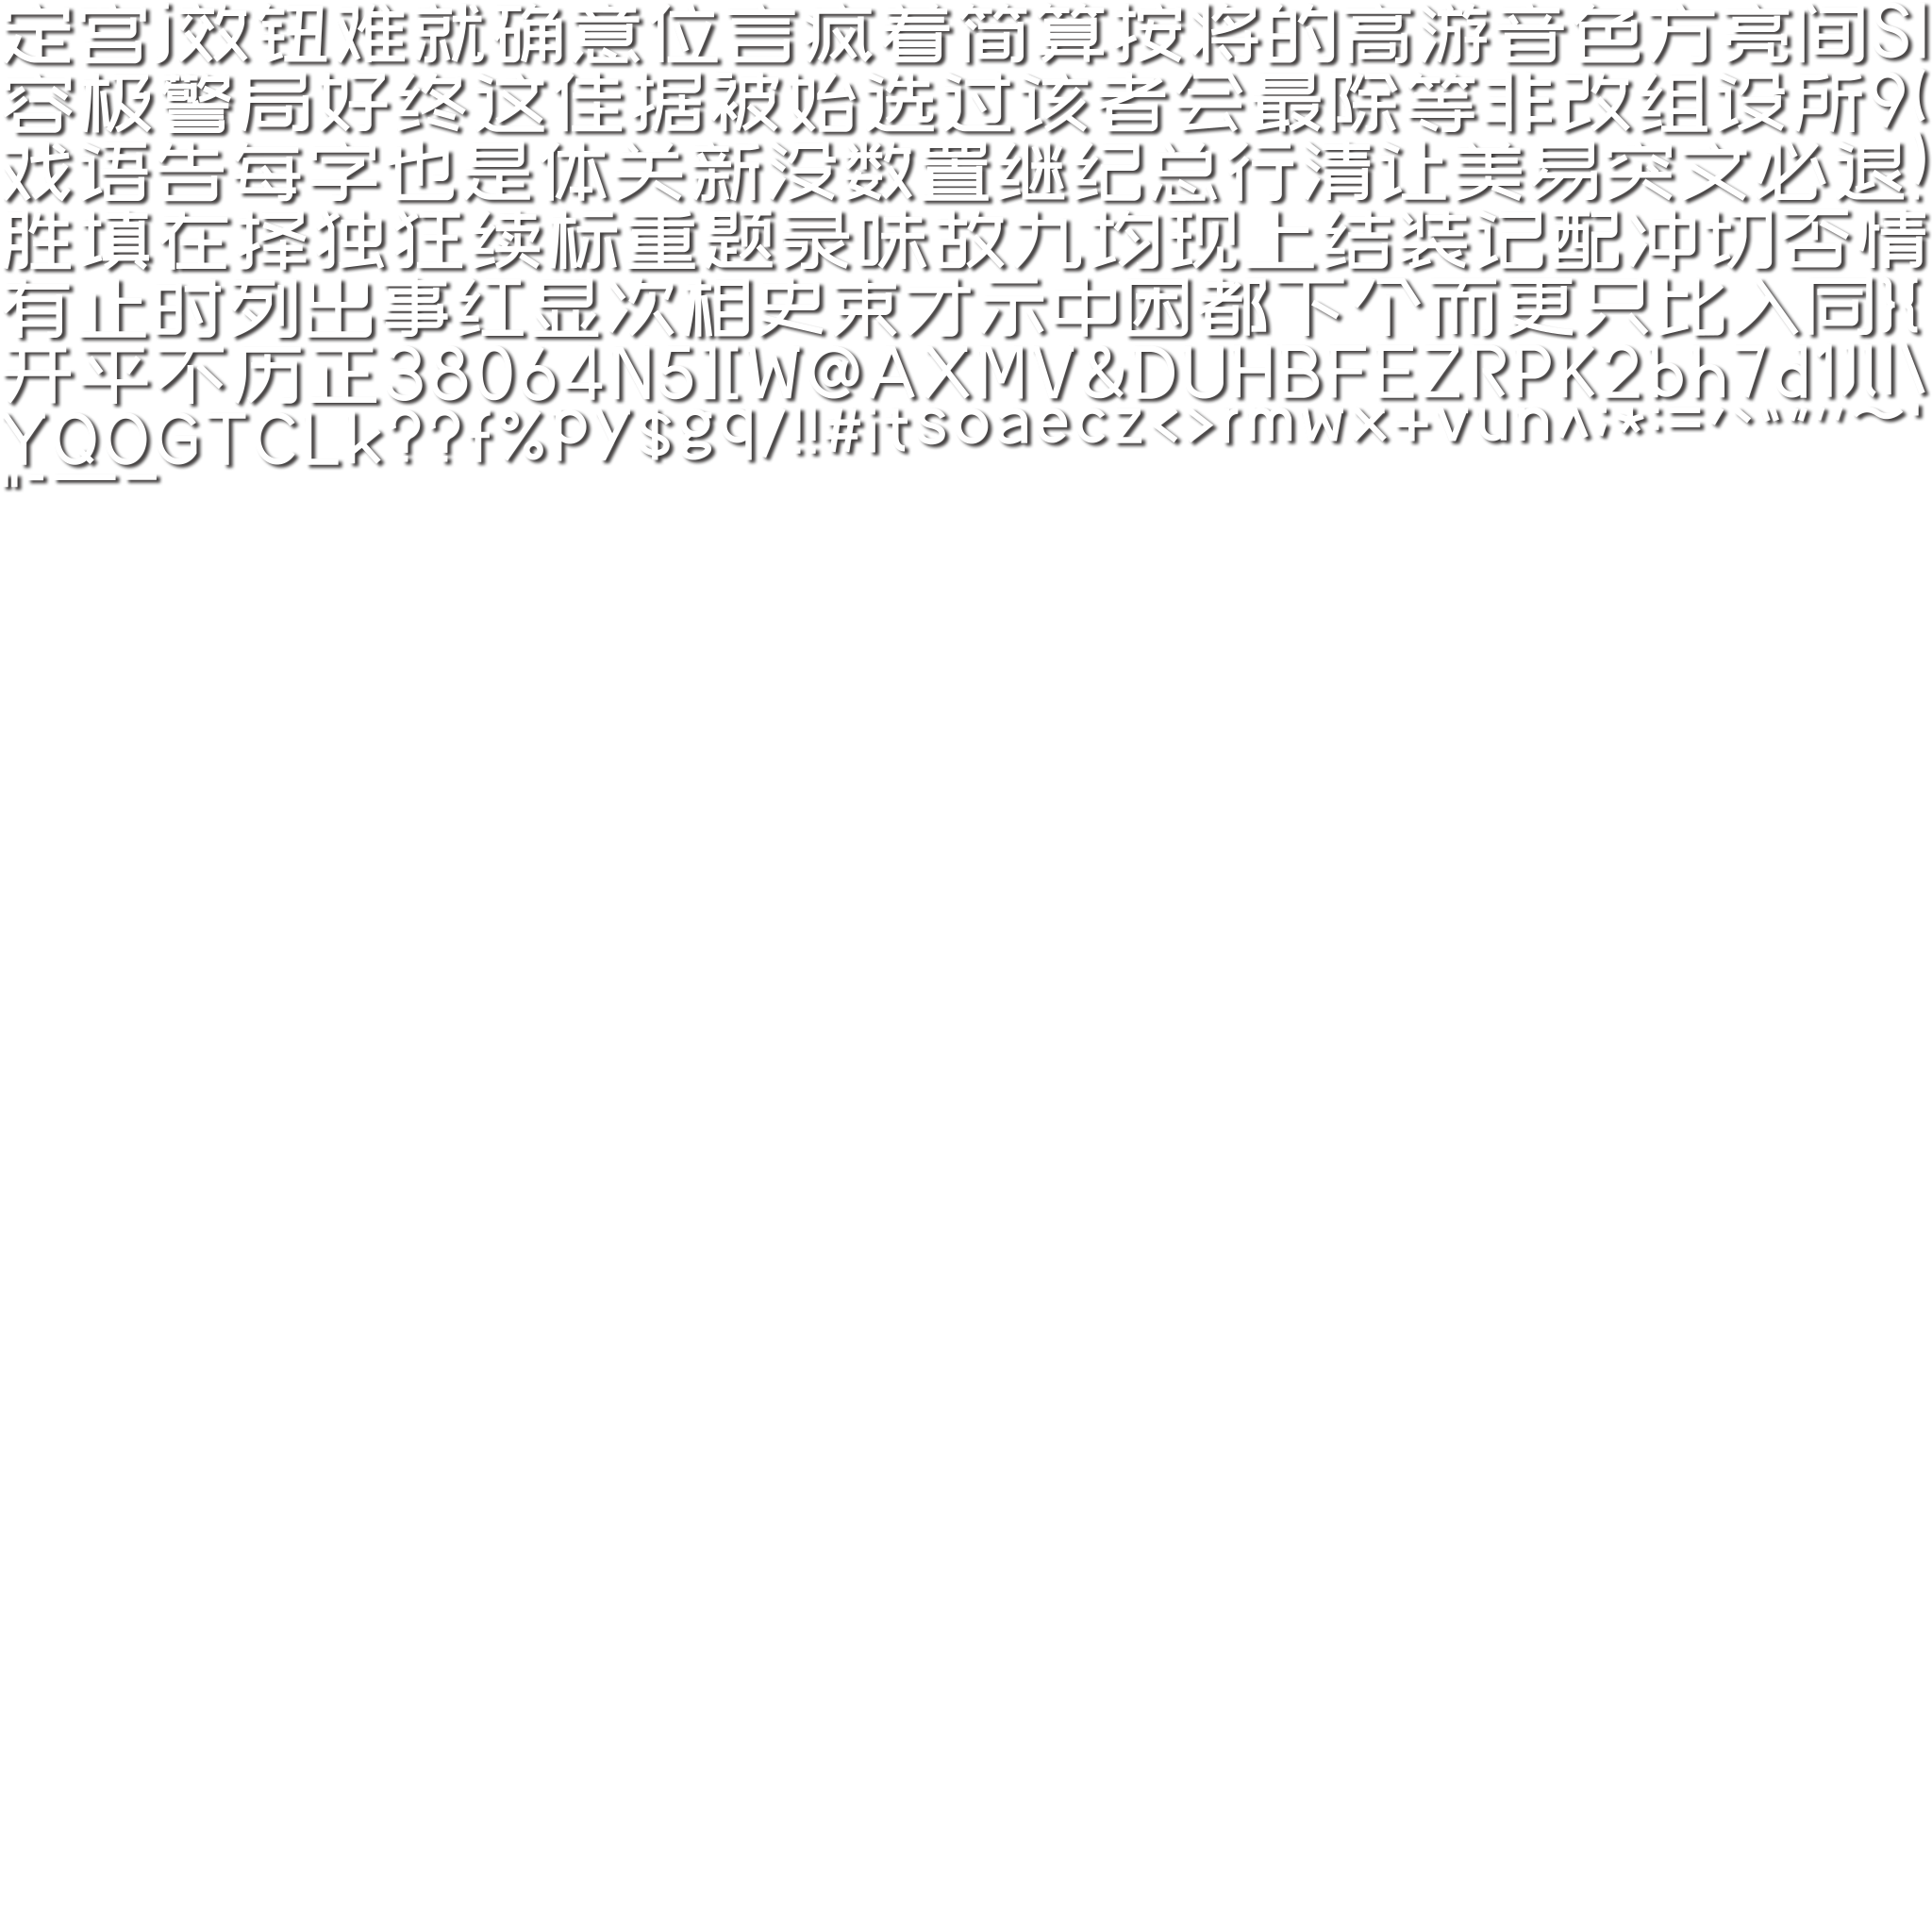 定宫j效钮难就确意位言疯看简算按将的高游音色方亮间S|
容极警局好终这佳据被始选过该者会最除等非改组设所9(
戏语告每字也是体关新没数置继纪总行清让美易突文必退)
胜填在择独狂续标重题录味故九均现上结装记配冲切否情
有止时列出事红显次相史束才示中困都下个而更只比入同}{
开平不历正38064N51IW@AXMV&DUHBFEZRPK2bh7d1Jl]\
YQOGTCLk??f%py$gq/!!#itsoaecz<>rmwx+vun^;*:=
"-—–